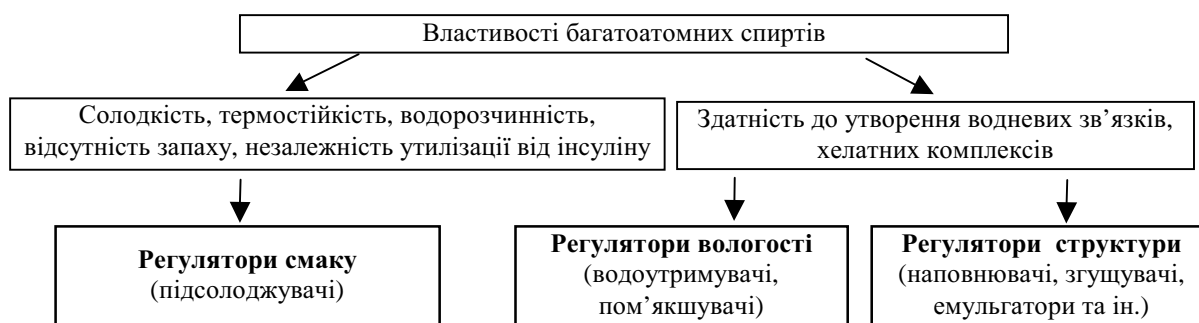 Властивості багатоатомних спиртів
Солодкість, термостійкість, водорозчинність,
відсутність запаху, незалежність утилізації від інсуліну
Здатність до утворення водневих зв’язків,
хелатних комплексів
Регулятори смаку
(підсолоджувачі)
Регулятори вологості
(водоутримувачі,
пом’якшувачі)
Регулятори структури
(наповнювачі, згущувачі,
емульгатори та ін.)